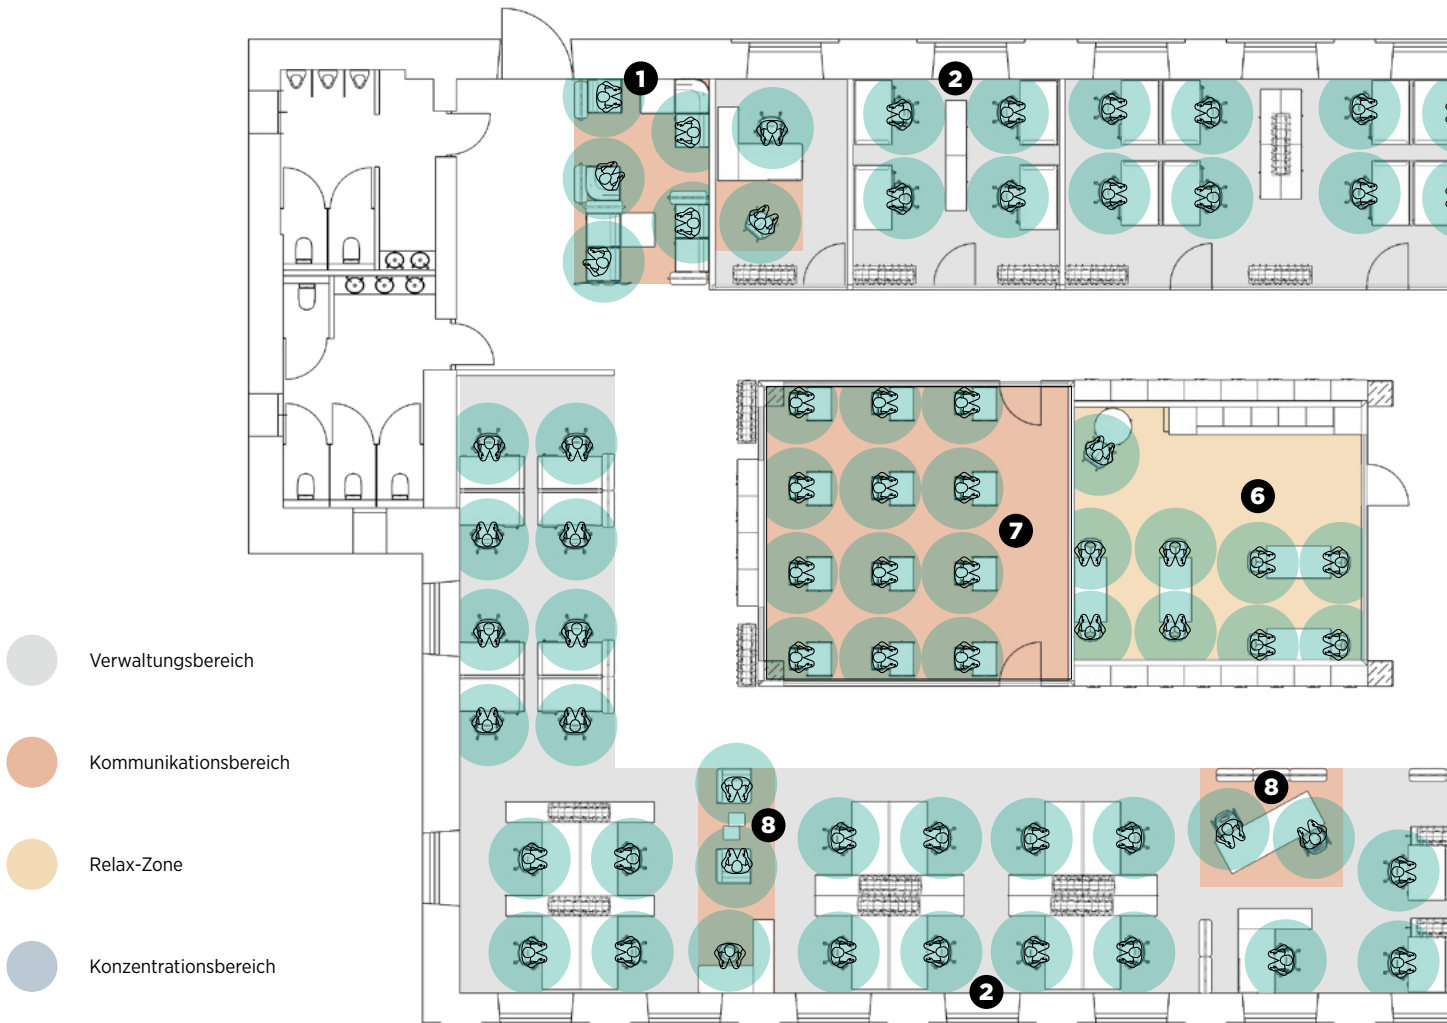 1
2
6
7
Verwaltungsbereich
Kommunikationsbereich
8
8
Relax-Zone
Konzentrationsbereich
2